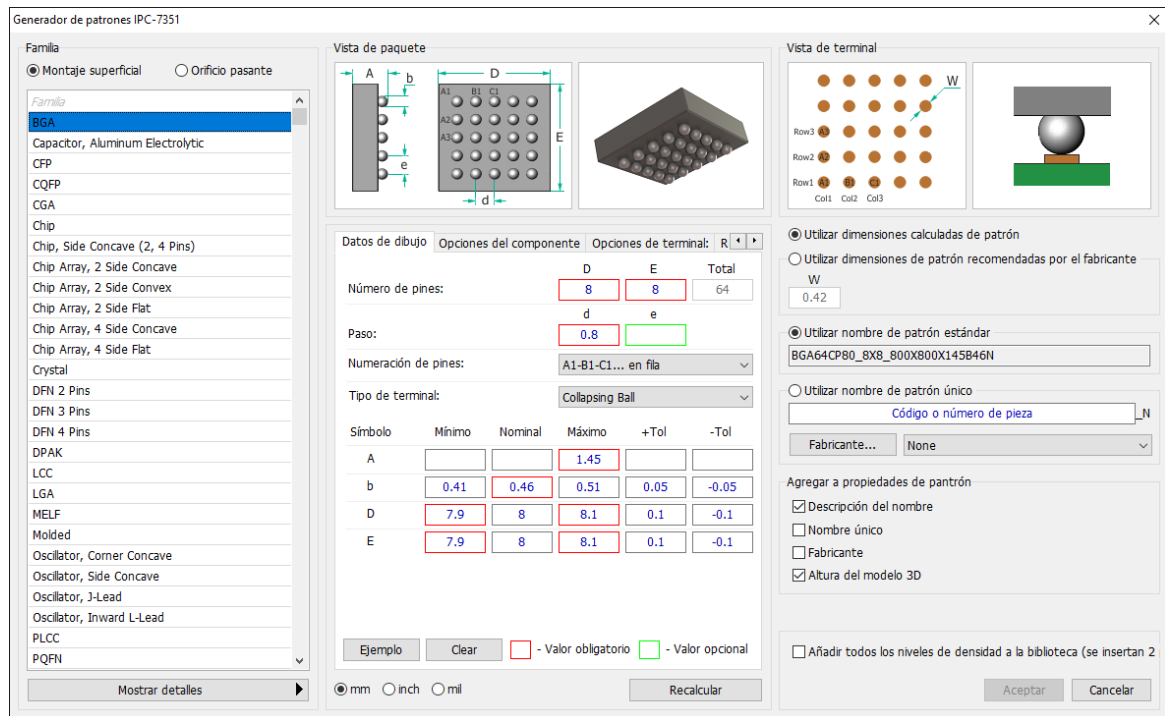 Generador de patrones IPC-7351
Familia
Montaje superficial Orificio pasante
Familia
BGA
Capacitor, Aluminum Electrolytic
CFP
CQFP
CGA
Chip
Chip, Side Concave (2, 4 Pins)
Chip Array, 2 Side Concave
Chip Array, 2 Side Convex
Chip Array, 2 Side Flat
Chip Array, 4 Side Concave
Chip Array, 4 Side Flat
Crystal
DFN 2 Pins
DFN 3 Pins
DFN 4 Pins
DPAK
LCC
LGA
MELF
Molded
Oscillator, Corner Concave
Oscillator, Side Concave
Oscillator, J-Lead
Oscillator, Inward L-Lead
PLCC
PQFN
Mostrar detalles
Vista de paquete
A b D
A1 B1 C1
A2
A3 E
e
d
Datos de dibujo Opciones del componente Opciones de terminal: R
D E Total
Número de pines: 8 8 64
d e
Paso: 0.8
Numeración de pines: A1-B1-C1... en fila
Tipo de terminal: Collapsing Ball
Símbolo Mínimo Nominal Máximo +Tol -Tol
A 1.45
b 0.41 0.46 0.51 0.05 -0.05
D 7.9 8 8.1 0.1 -0.1
E 7.9 8 8.1 0.1 -0.1
Ejemplo Clear - Valor obligatorio - Valor opcional
mm inch mil Recalcular
Vista de terminal
W
Row3 A3
Row2 A2
Row1 A1 B1 C1
Col1 Col2 Col3
Utilizar dimensiones calculadas de patrón
Utilizar dimensiones de patrón recomendadas por el fabricante
W
0.42
Utilizar nombre de patrón estándar
BGA64CP80_8X8_800X800X145B46N
Utilizar nombre de patrón único
Código o número de pieza _N
Fabricante... None
Agregar a propiedades de pantrón
Descripción del nombre
Nombre único
Fabricante
Altura del modelo 3D
Añadir todos los niveles de densidad a la biblioteca (se insertan 2
Aceptar Cancelar